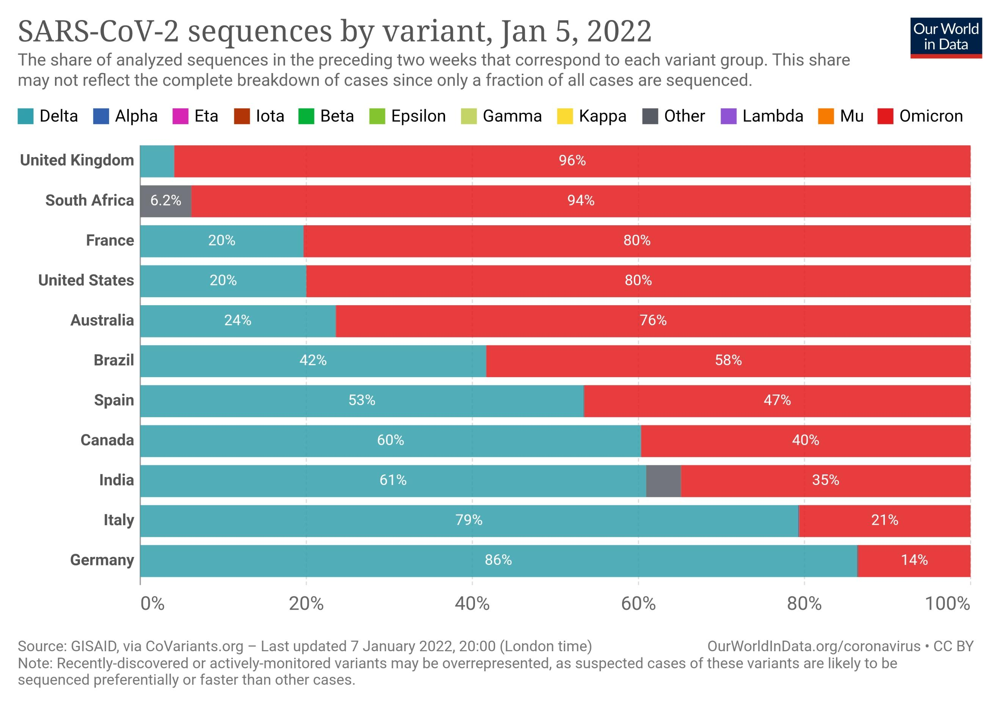 SARS-CoV-2 sequences by variant, Jan 5, 2022
Our World
in Data
The share of analyzed sequences in the preceding two weeks that correspond to each variant group. This share
may not reflect the complete breakdown of cases since only a fraction of all cases are sequenced.
Delta Alpha Eta Iota Beta Epsilon Gamma Kappa Other Lambda Mu Omicron
United Kingdom 96%
South Africa 6.2% 94%
France 20% 80%
United States 20% 80%
Australia 24% 76%
Brazil 42% 58%
Spain 53% 47%
Canada 60% 40%
India 61% 35%
Italy 79% 21%
Germany 86% 14%
0% 20% 40% 60% 80% 100%
Source: GISAID, via CoVariants.org – Last updated 7 January 2022, 20:00 (London time) OurWorldInData.org/coronavirus • CC BY
Note: Recently-discovered or actively-monitored variants may be overrepresented, as suspected cases of these variants are likely to be
sequenced preferentially or faster than other cases.